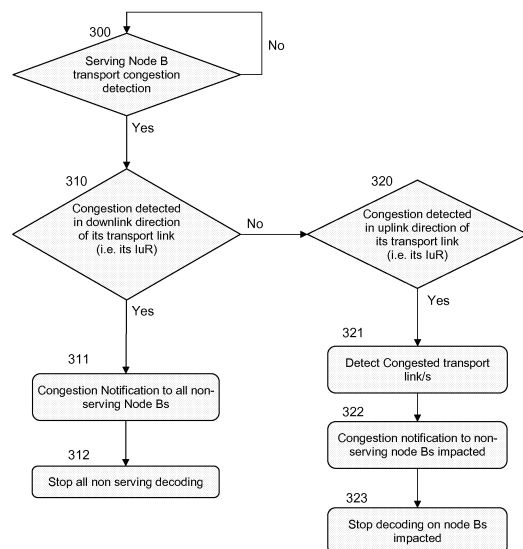 300
No
Serving Node B
transport congestion
detection
Yes
310
Congestion detected
in downlink direction
of its transport link
(i.e. its IuR)
No
320
Congestion detected
in uplink direction of
its transport link
(i.e. its IuR)
Yes
Yes
311
Congestion Notification to all non-
serving Node Bs
312
Stop all non serving decoding
321
Detect Congested transport
link/s
322
Congestion notification to non-
serving node Bs impacted
323
Stop decoding on node Bs
impacted